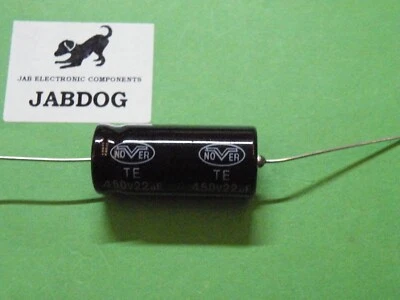 JAB ELECTRONIC COMPONENTS
JABDOG
NOVER NOVER
TE TE
450V22uF 450V22uF